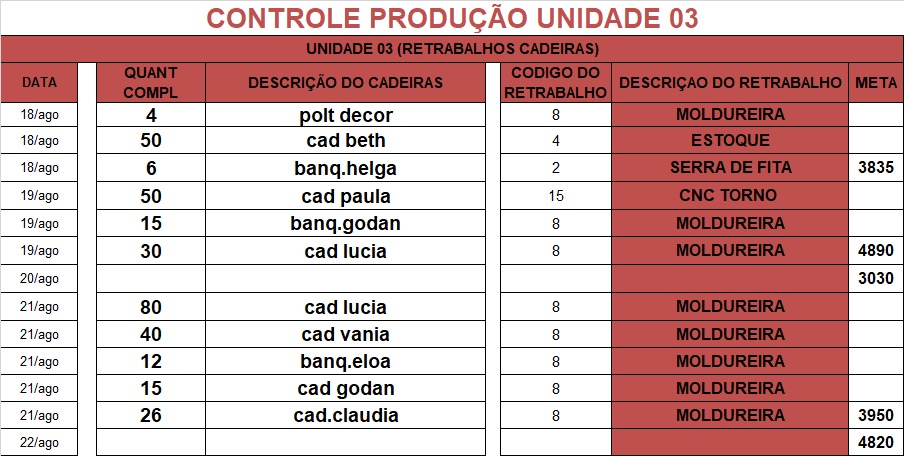 CONTROLE PRODUÇÃO UNIDADE 03
UNIDADE 03 (RETRABALHOS CADEIRAS)
DATA QUANT COMPL DESCRIÇÃO DO CADEIRAS CODIGO DO RETRABALHO DESCRIÇAO DO RETRABALHO META
18/ago 4 polt decor 8 MOLDUREIRA
18/ago 50 cad beth 4 ESTOQUE
18/ago 6 banq.helga 2 SERRA DE FITA 3835
19/ago 50 cad paula 15 CNC TORNO
19/ago 15 banq.godan 8 MOLDUREIRA
19/ago 30 cad lucia 8 MOLDUREIRA 4890
20/ago 3030
21/ago 80 cad lucia 8 MOLDUREIRA
21/ago 40 cad vania 8 MOLDUREIRA
21/ago 12 banq.eloa 8 MOLDUREIRA
21/ago 15 cad godan 8 MOLDUREIRA
21/ago 26 cad.claudia 8 MOLDUREIRA 3950
22/ago 4820